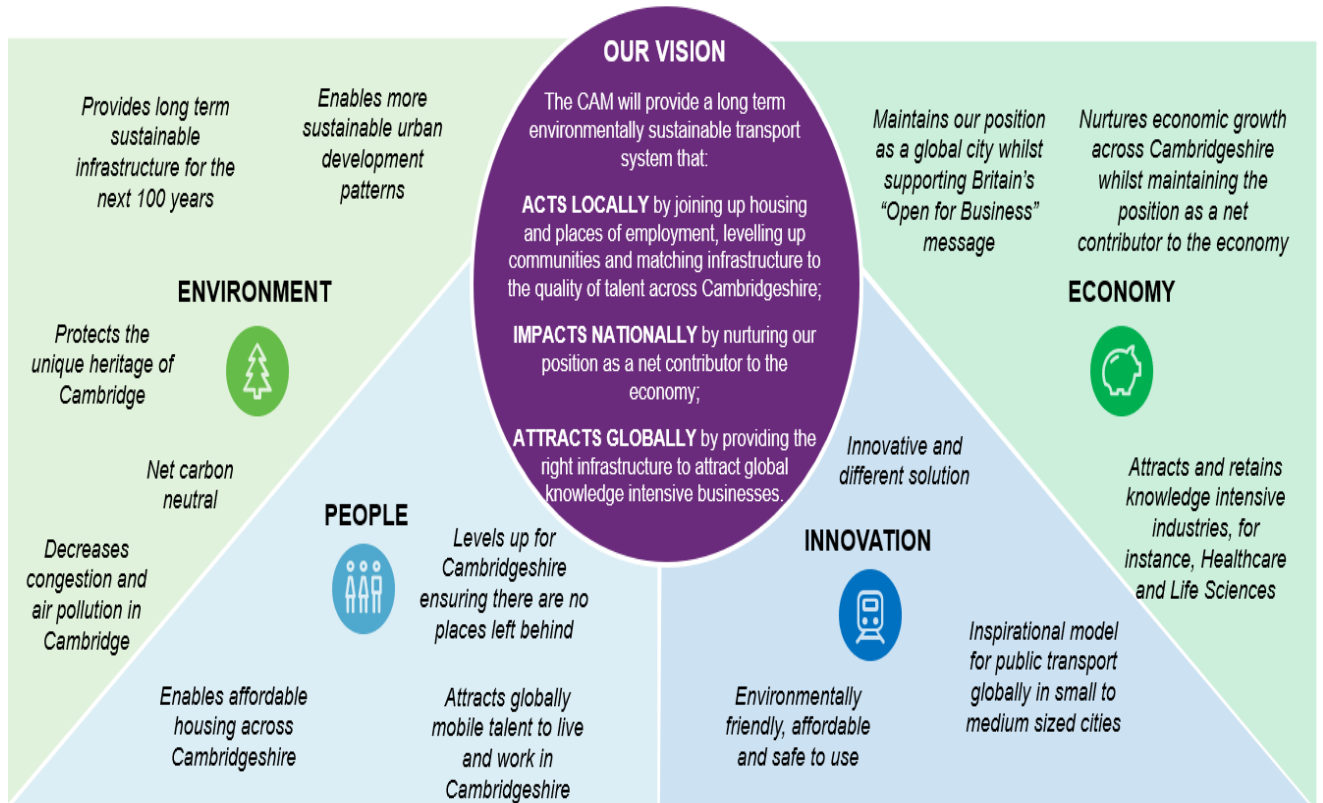 OUR VISION
The CAM will provide a long term
environmentally sustainable transport
system that:
ACTS LOCALLY by joining up housing
and places of employment, levelling up
communities and matching infrastructure to
the quality of talent across Cambridgeshire;
IMPACTS NATIONALLY by nurturing our
position as a net contributor to the
economy;
ATTRACTS GLOBALLY by providing the
right infrastructure to attract global
knowledge intensive businesses.
Provides long term
sustainable
infrastructure for the
next 100 years
Enables more
sustainable urban
development
patterns
ENVIRONMENT
Protects the
unique heritage of
Cambridge
Net carbon
neutral
Decreases
congestion and
air pollution in
Cambridge
PEOPLE
Levels up for
Cambridgeshire
ensuring there are no
places left behind
Enables affordable
housing across
Cambridgeshire
Attracts globally
mobile talent to live
and work in
Cambridgeshire
Innovative and
different solution
INNOVATION
Environmentally
friendly, affordable
and safe to use
Inspirational model
for public transport
globally in small to
medium sized cities
Maintains our position
as a global city whilst
supporting Britain's
“Open for Business”
message
Nurtures economic growth
across Cambridgeshire
whilst maintaining the
position as a net
contributor to the economy
ECONOMY
Attracts and retains
knowledge intensive
industries, for
instance, Healthcare
and Life Sciences